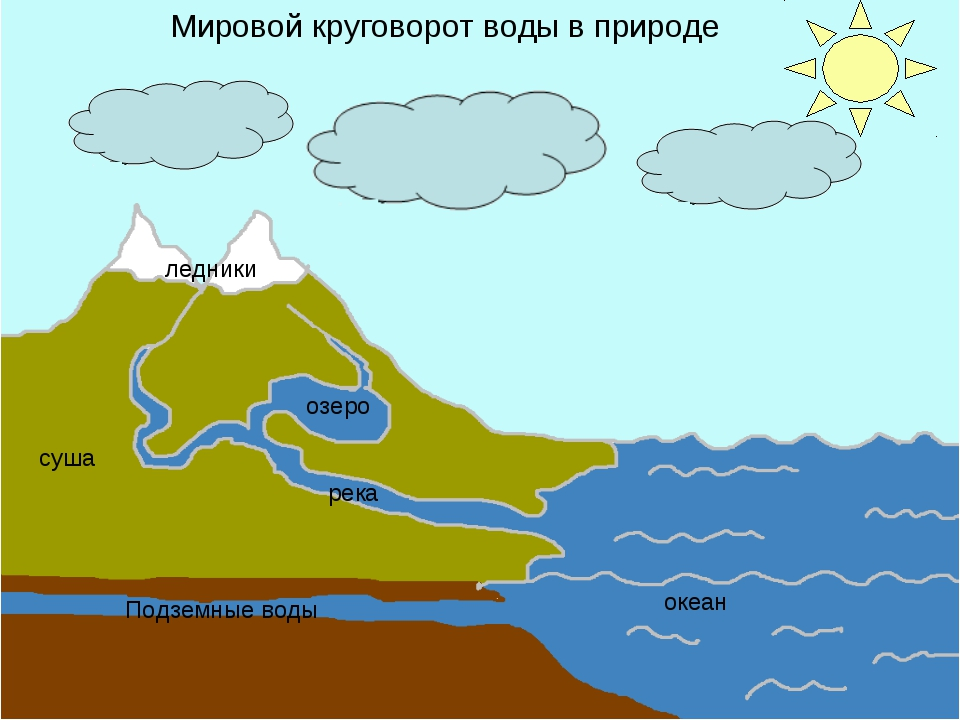 Мировой круговорот воды в природе
ледники
озеро
суша
река
океан
Подземные воды